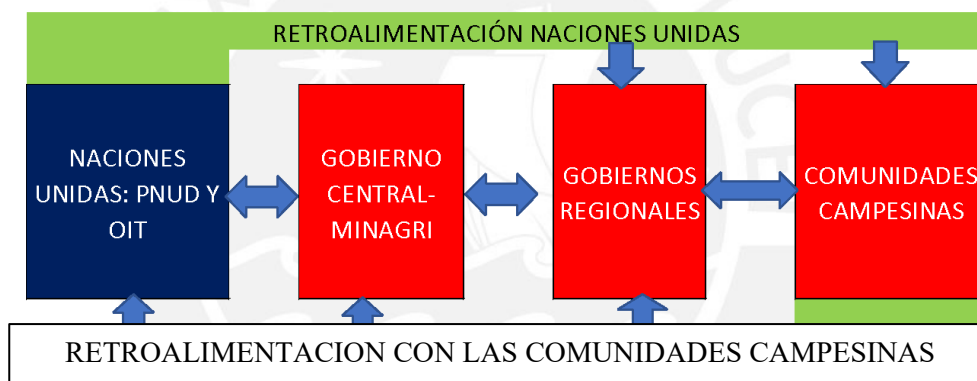 RETROALIMENTACIÓN NACIONES UNIDAS
NACIONES
UNIDAS: PNUD Y
OIT
GOBIERNO
CENTRAL-
MINAGRI
GOBIERNOS
REGIONALES
COMUNIDADES
CAMPESINAS
RETROALIMENTACION CON LAS COMUNIDADES CAMPESINAS